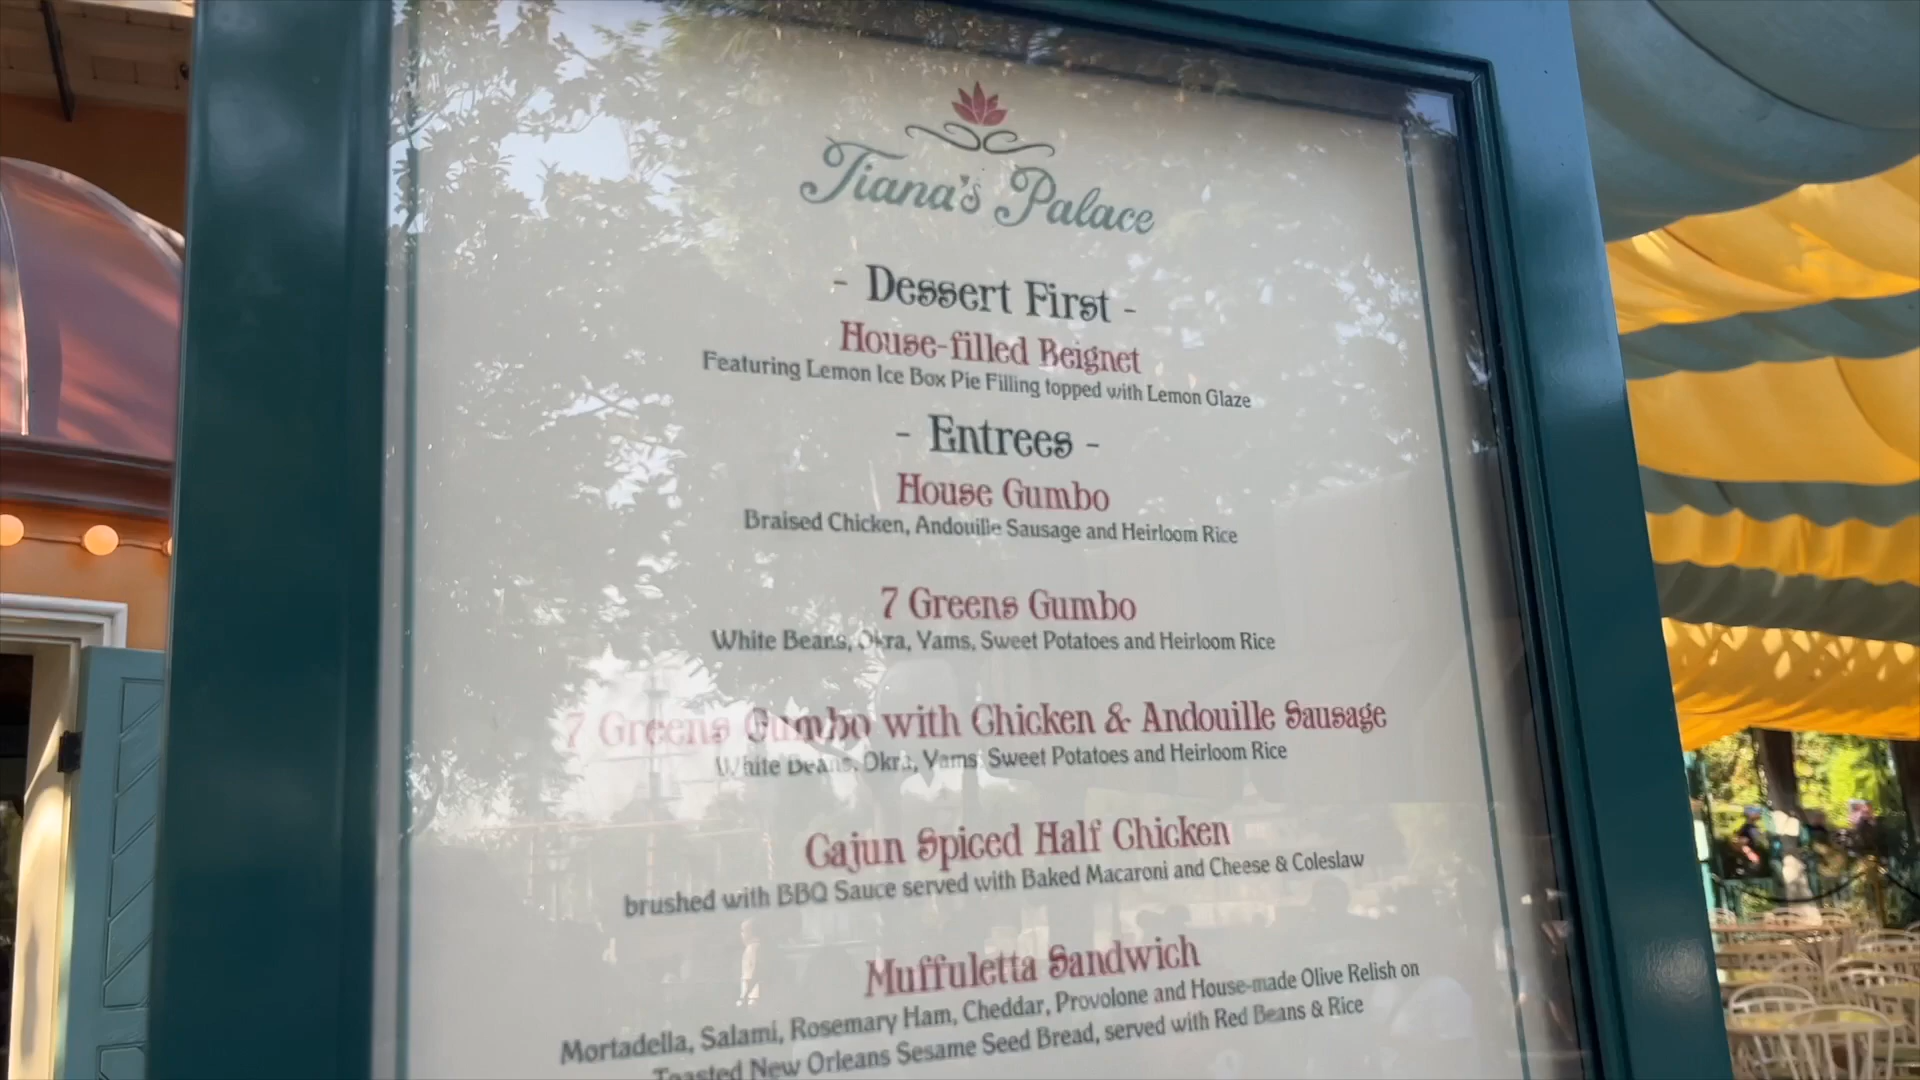 Tiana's Palace
- Dessert First -
House-filled Beignet
Featuring Lemon Ice Box Pie Filling topped with Lemon Glaze
- Entrees -
House Gumbo
Braised Chicken, Andouille Sausage and Heirloom Rice
7 Greens Gumbo
White Beans, Okra, Yams, Sweet Potatoes and Heirloom Rice
7 Greens Gumbo with Chicken & Andouille Sausage
White Beans, Okra, Yams, Sweet Potatoes and Heirloom Rice
Cajun Spiced Half Chicken
brushed with BBQ Sauce served with Baked Macaroni and Cheese & Coleslaw
Muffuletta Sandwich
Mortadella, Salami, Rosemary Ham, Cheddar, Provolone and House-made Olive Relish on
Toasted New Orleans Sesame Seed Bread, served with Red Beans & Rice